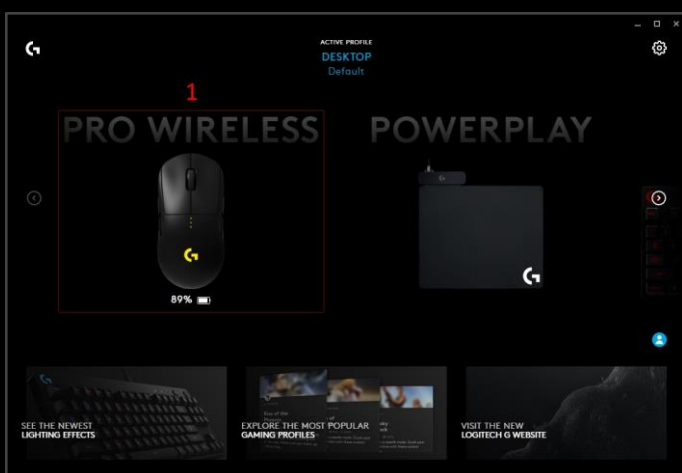 ACTIVE PROFILE
DESKTOP
Default
1
PRO WIRELESS
POWERPLAY
89%
SEE THE NEWEST
LIGHTING EFFECTS
EXPLORE THE MOST POPULAR
GAMING PROFILES
VISIT THE NEW
LOGITECH G WEBSITE